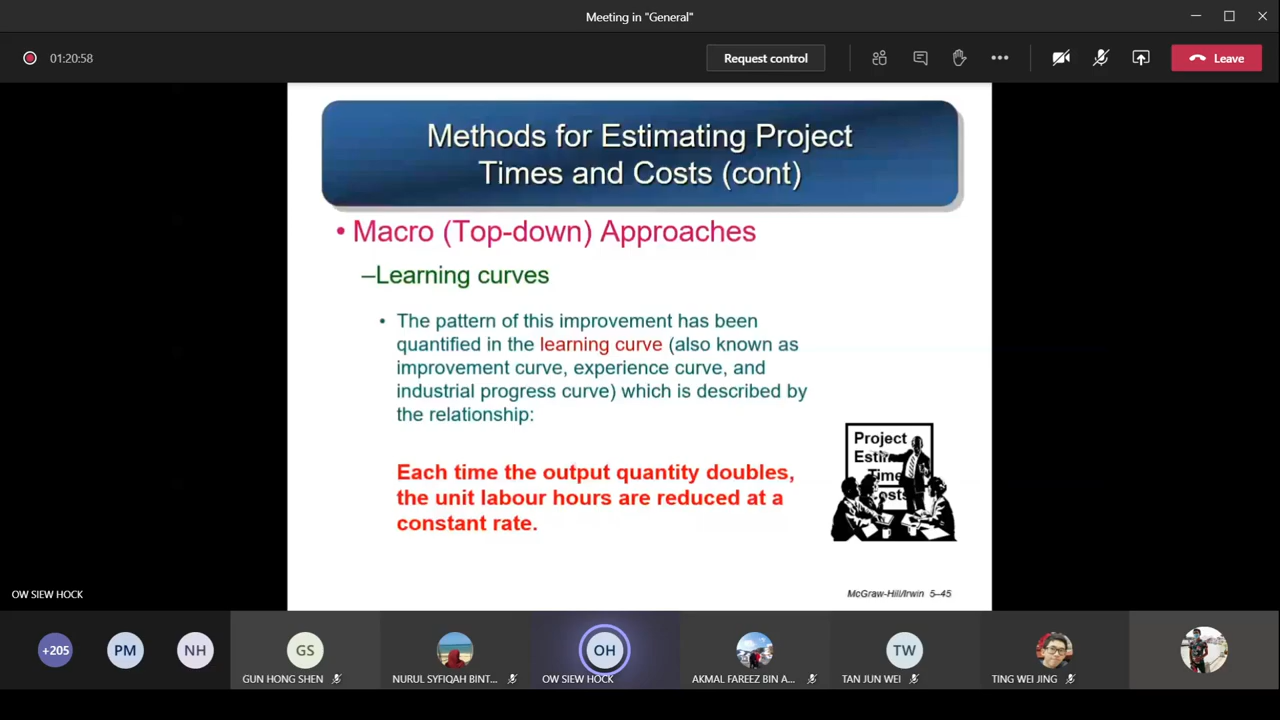 Meeting in "General"
01:20:58
Request control
Leave
Methods for Estimating Project
Times and Costs (cont)
• Macro (Top-down) Approaches
–Learning curves
• The pattern of this improvement has been
quantified in the learning curve (also known as
improvement curve, experience curve, and
industrial progress curve) which is described by
the relationship:
Each time the output quantity doubles,
the unit labour hours are reduced at a
constant rate.
Project
Time
McGraw-Hill/Irwin 5–45
OW SIEW HOCK
+205
PM
NH
GS
OH
TW
GUN HONG SHEN
NURUL SYFIQAH BINT...
OW SIEW HOCK
AKMAL FAREEZ BIN A...
TAN JUN WEI
TING WEI JING